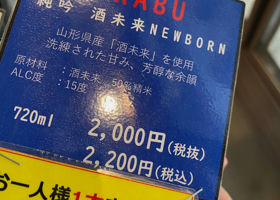 RABU
純吟 酒未来NEWBORN
山形県産「酒未来」を使用
洗練された甘み、芳醇な余韻
原材料 : 酒未来 50%精米
ALC度 : 15度
720ml
2,000円(税抜)
2,200円(税込)
お一人様1本